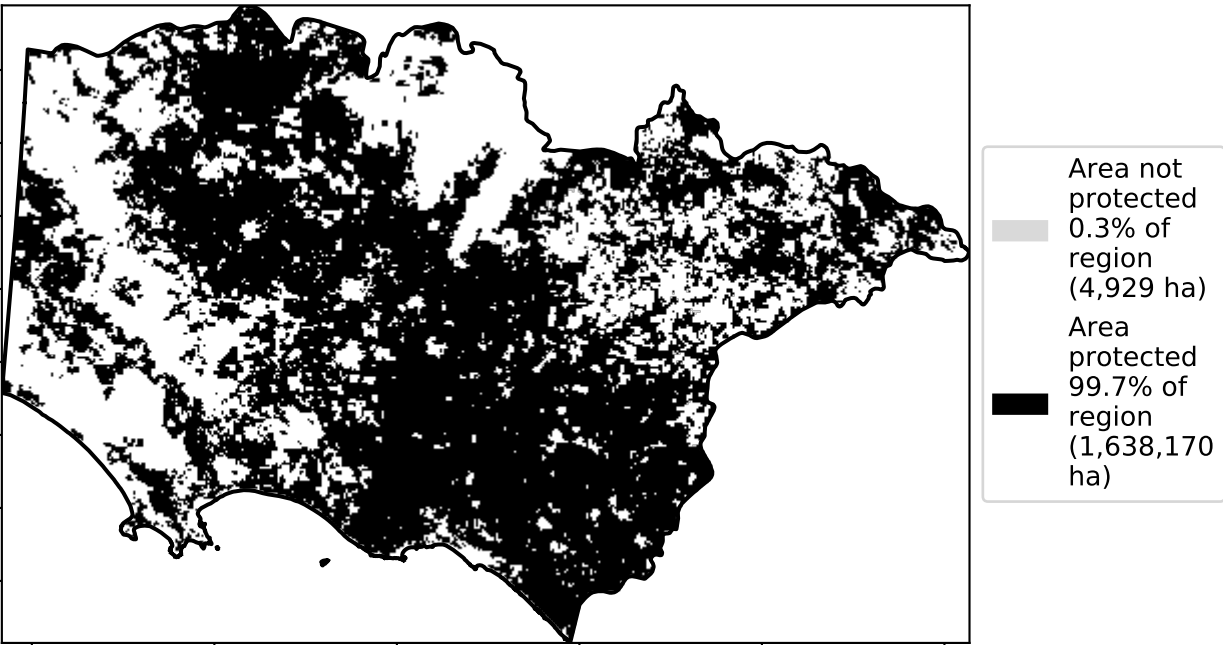 Area not
protected
0.3% of
region
(4,929 ha)
Area
protected
99.7% of
region
(1,638,170
ha)